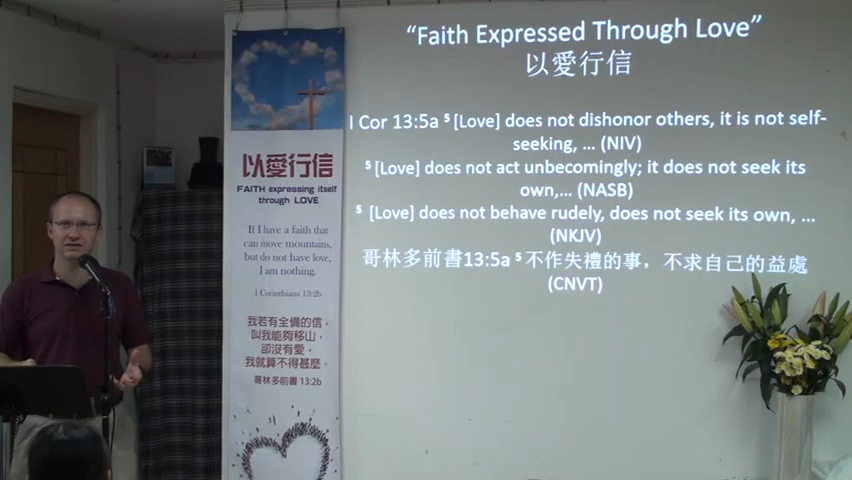 “Faith Expressed Through Love”
以愛行信
I Cor 13:5a ⁵ [Love] does not dishonor others, it is not self-
seeking, ... (NIV)
⁵ [Love] does not act unbecomingly; it does not seek its
own,... (NASB)
⁵ [Love] does not behave rudely, does not seek its own, ...
(NKJV)
哥林多前書13:5a ⁵ 不作失禮的事，不求自己的益處
(CNVT)
以愛行信
FAITH expressing itself
through LOVE
If I have a faith that
can move mountains,
but do not have love,
I am nothing.
1 Corinthians 13:2b
我若有全備的信，
叫我能夠移山，
卻沒有愛，
我就算不得甚麼。
哥林多前書 13:2b